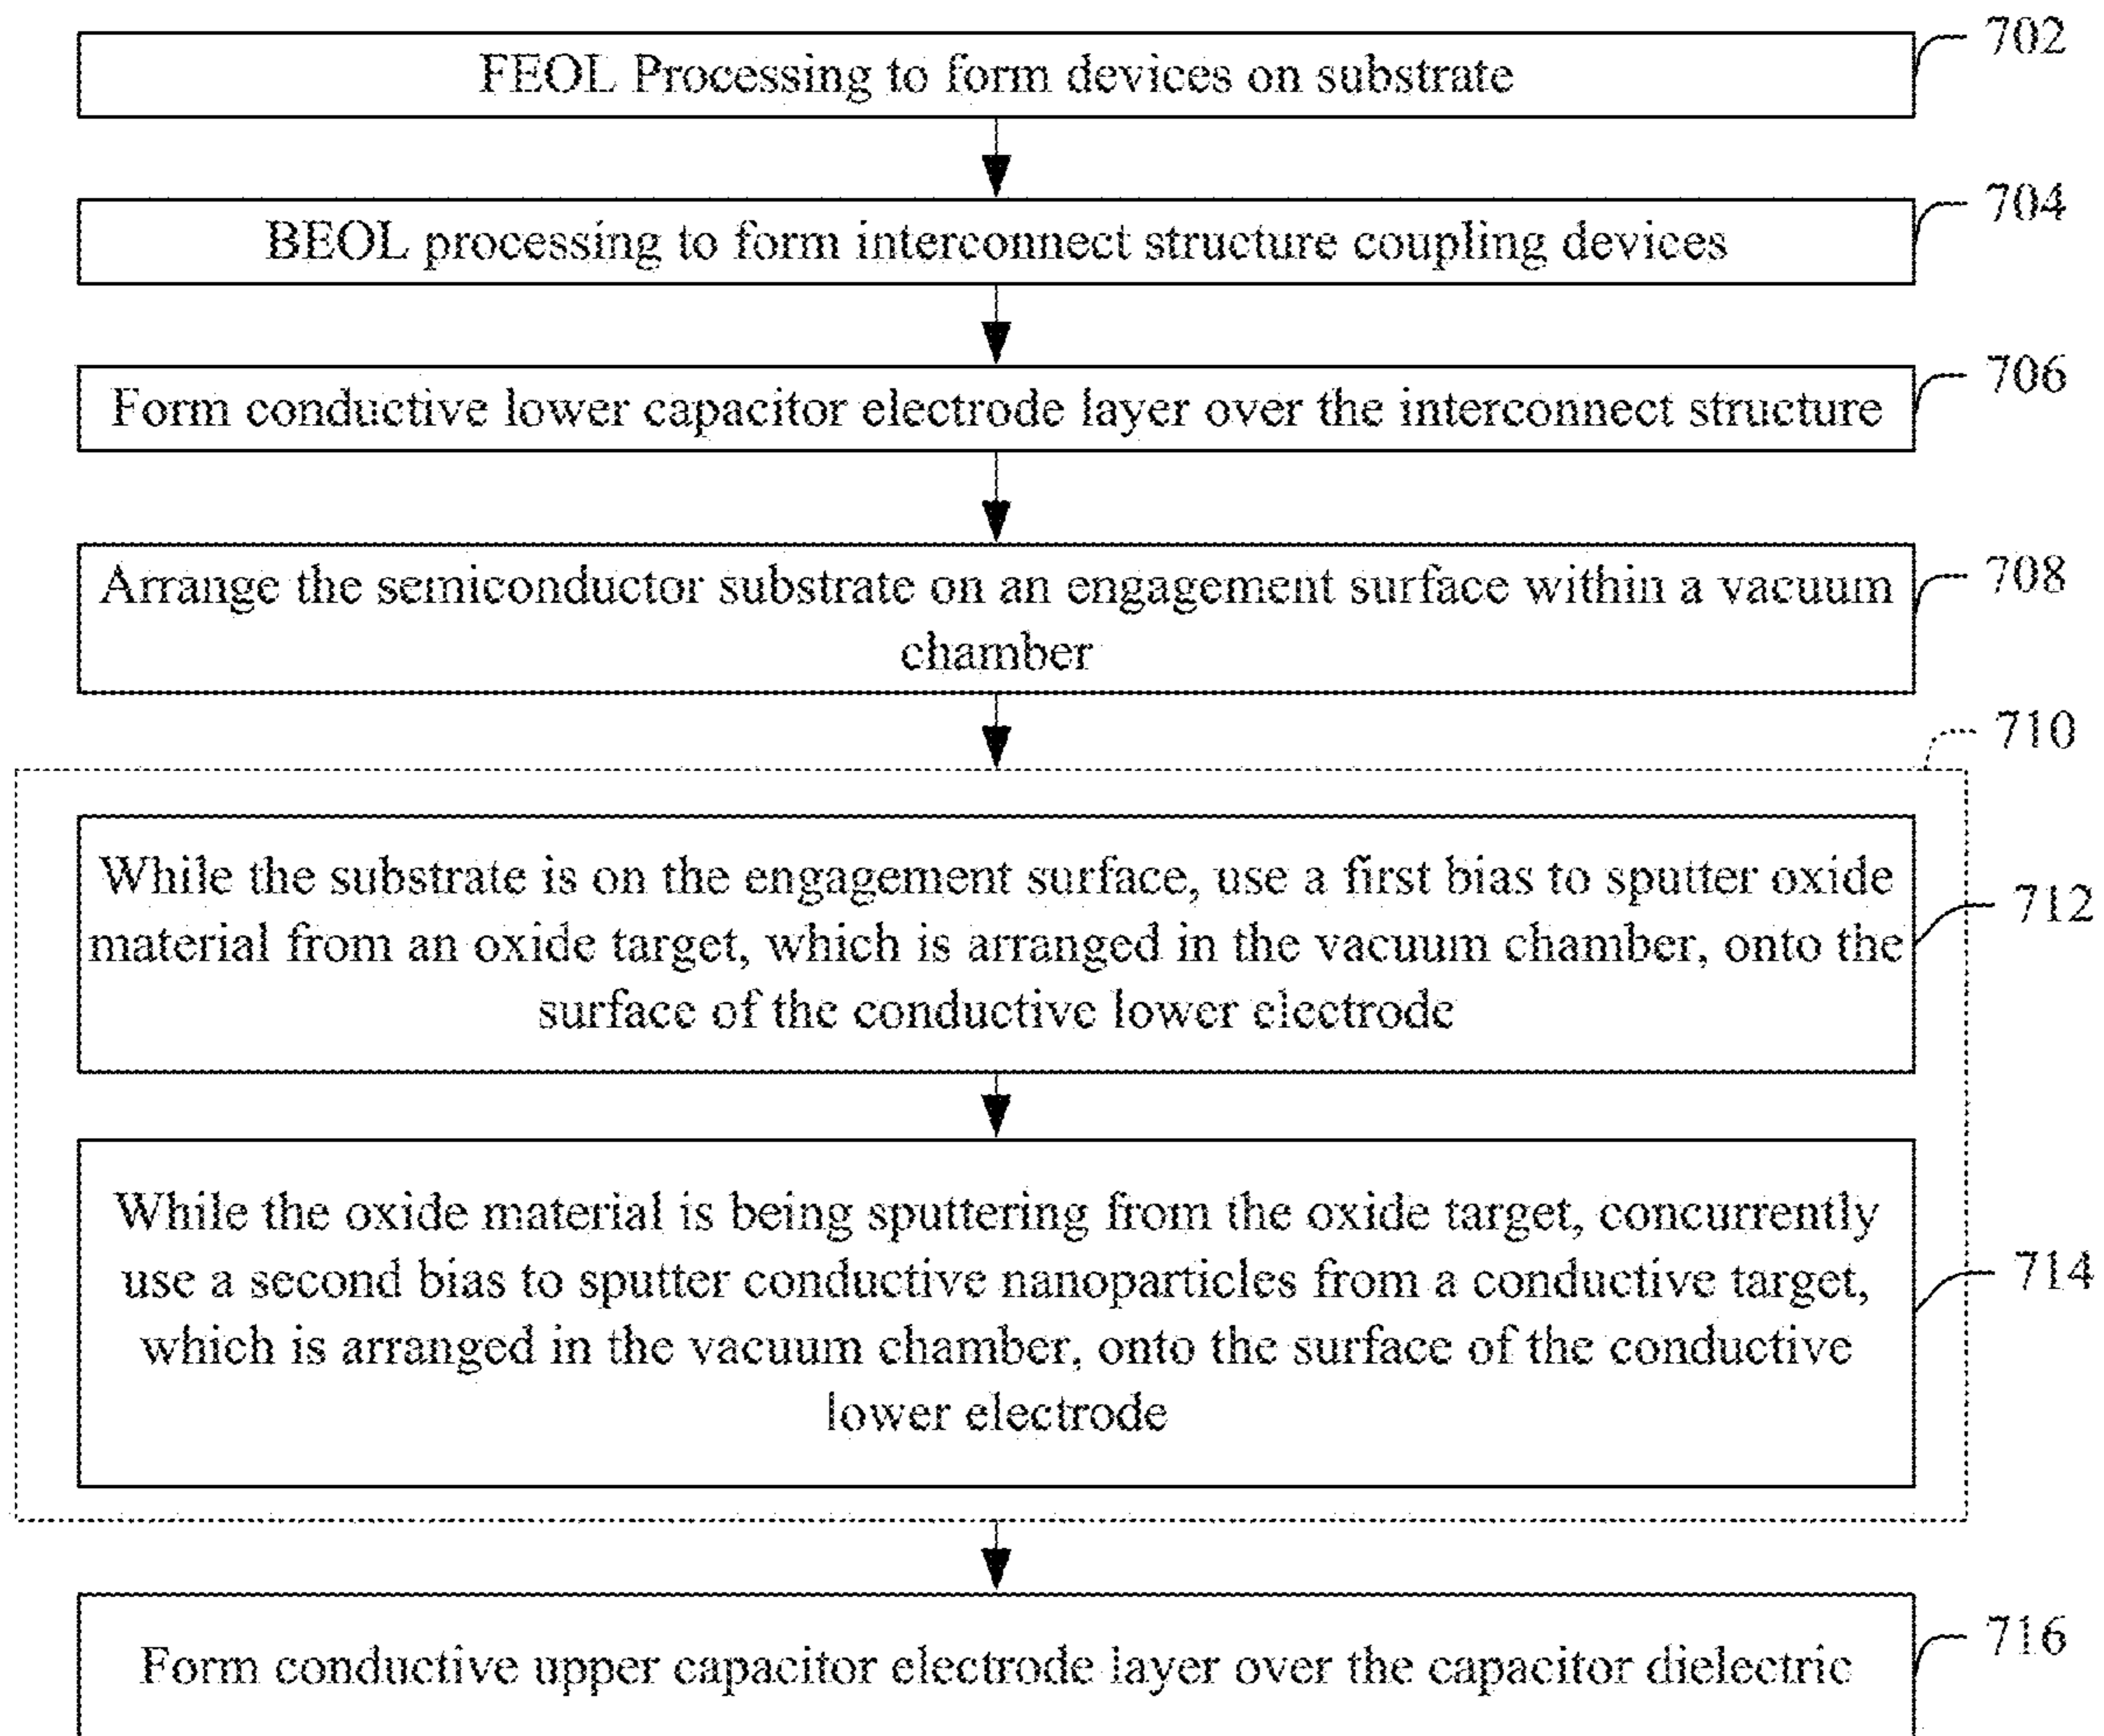 FEOL Processing to form devices on substrate
702
BEOL processing to form interconnect structure coupling devices
704
Form conductive lower capacitor electrode layer over the interconnect structure
706
Arrange the semiconductor substrate on an engagement surface within a vacuum
chamber
708
710
While the substrate is on the engagement surface, use a first bias to sputter oxide
material from an oxide target, which is arranged in the vacuum chamber, onto the
surface of the conductive lower electrode
712
While the oxide material is being sputtering from the oxide target, concurrently
use a second bias to sputter conductive nanoparticles from a conductive target,
which is arranged in the vacuum chamber, onto the surface of the conductive
lower electrode
714
Form conductive upper capacitor electrode layer over the capacitor dielectric
716